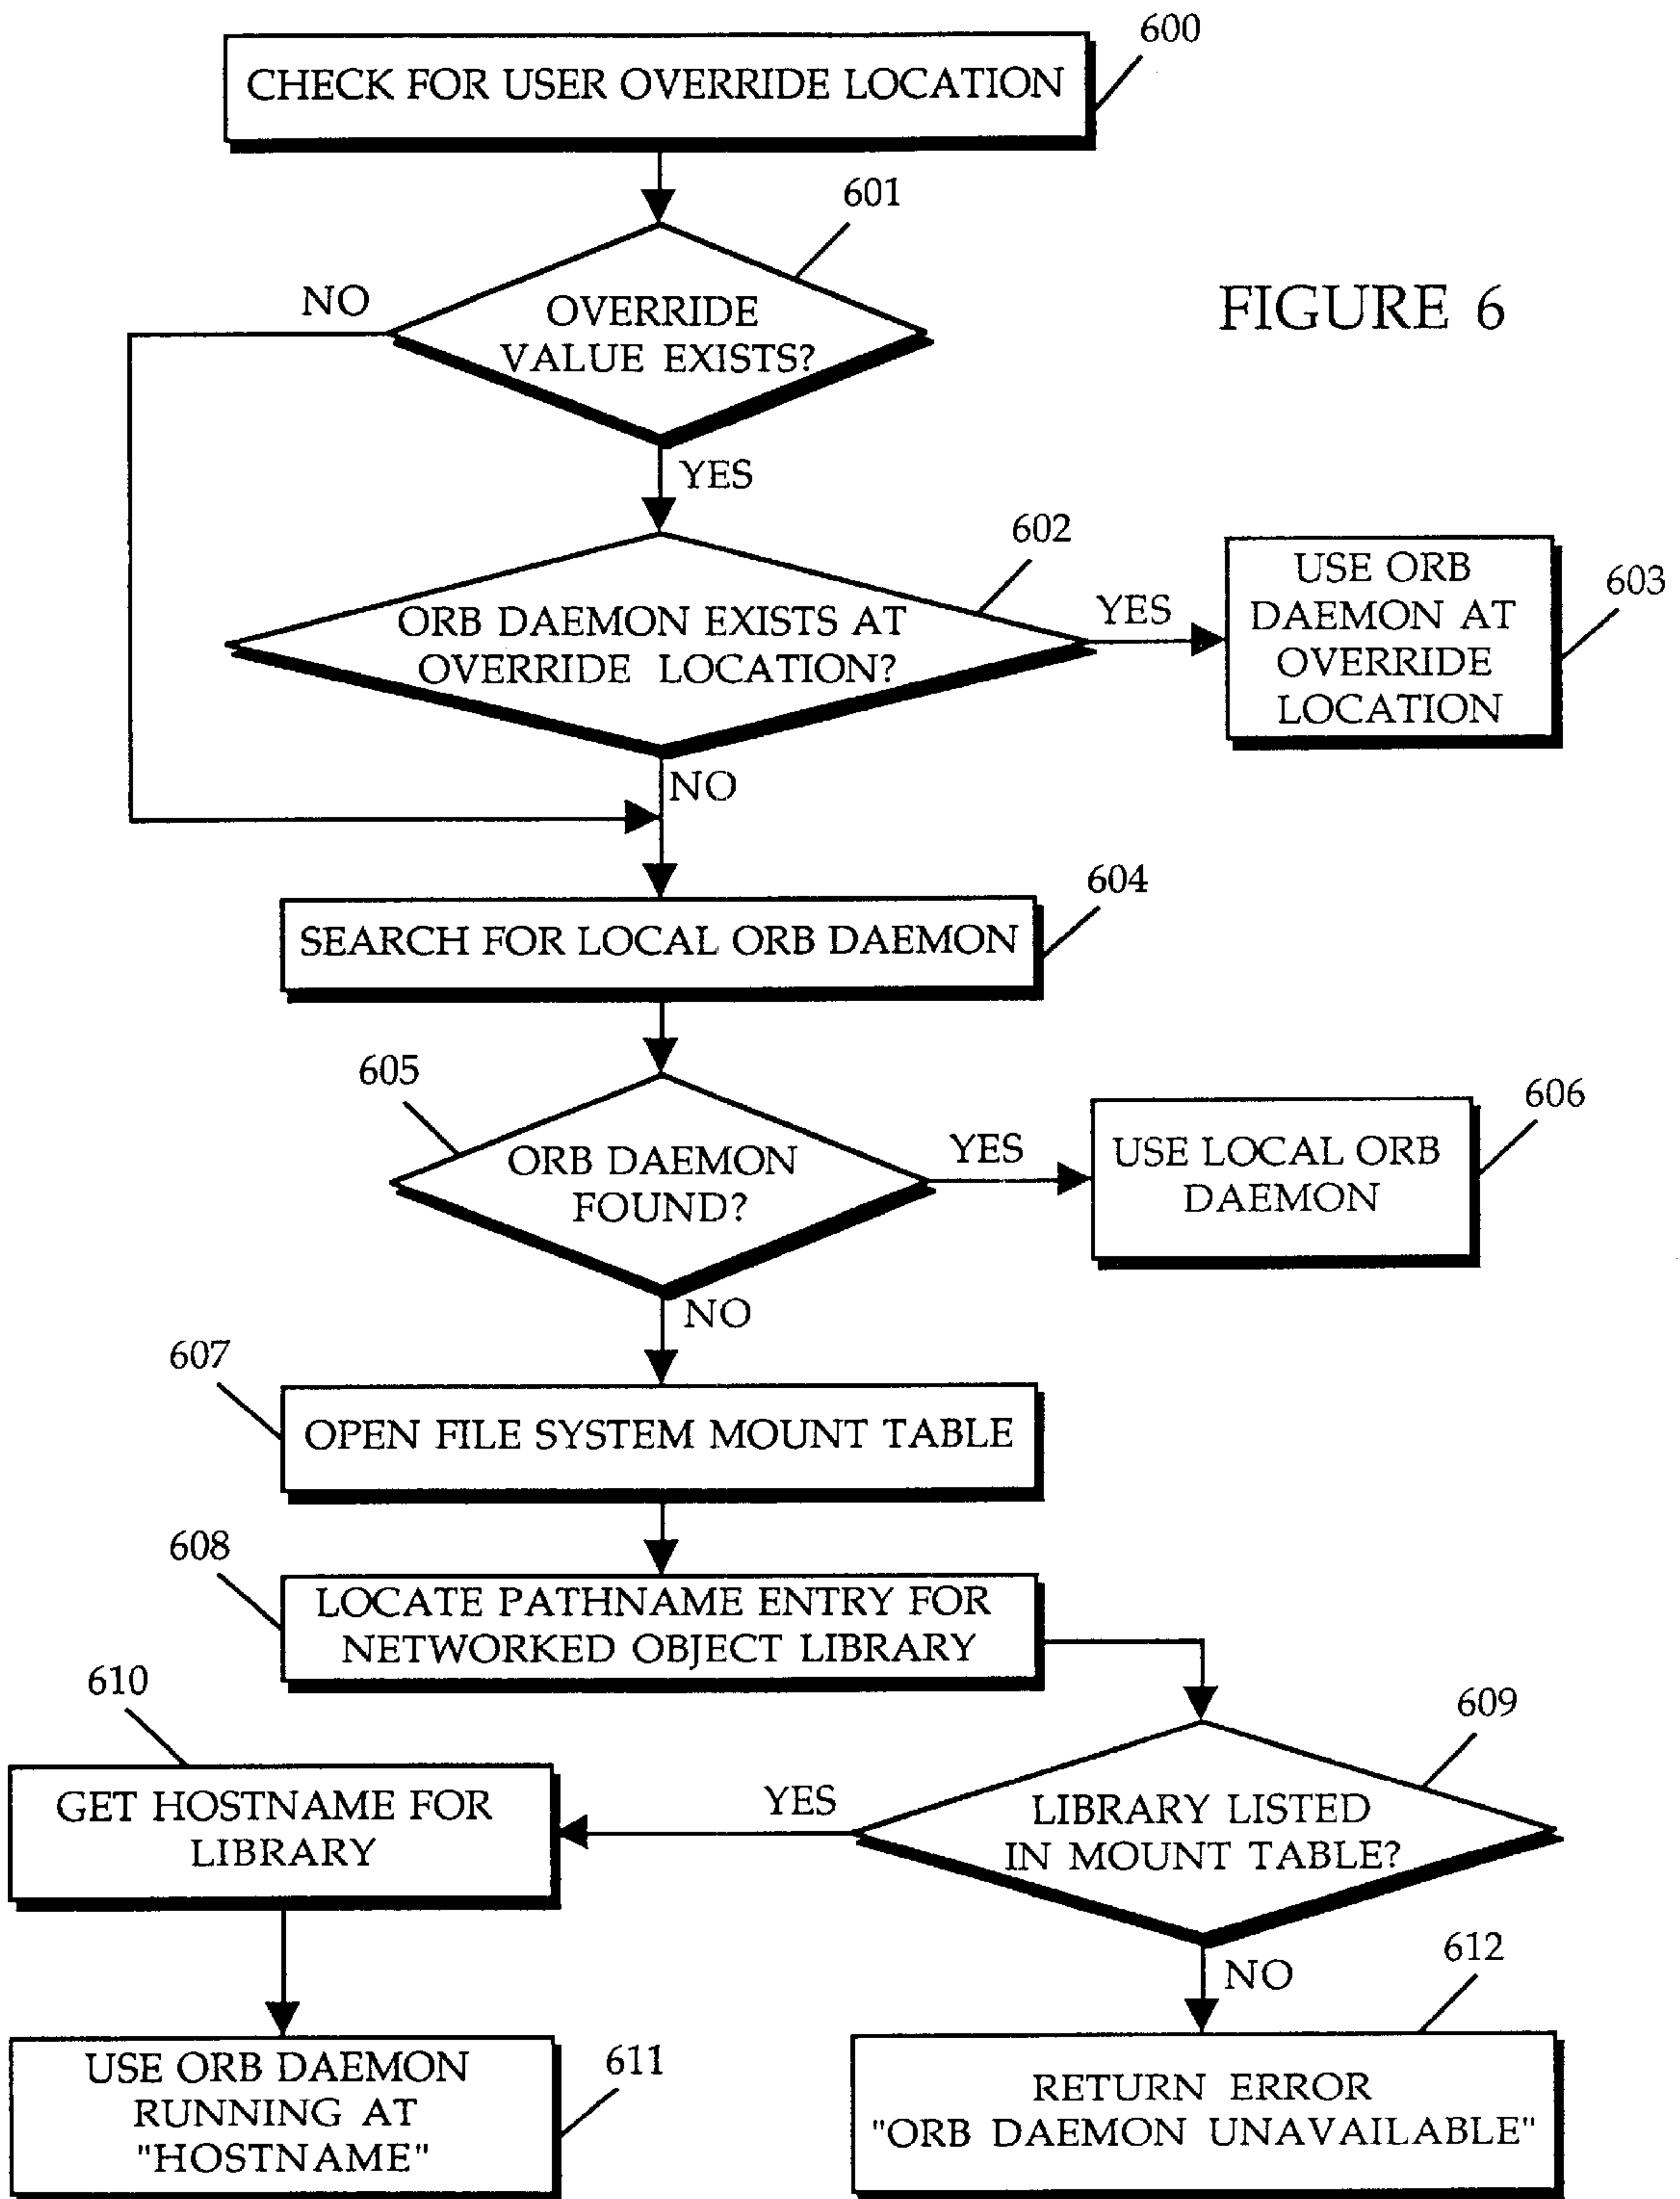 600
CHECK FOR USER OVERRIDE LOCATION
601
NO
OVERRIDE
VALUE EXISTS?
FIGURE 6
YES
602
ORB DAEMON EXISTS AT
OVERRIDE LOCATION?
YES
USE ORB
DAEMON AT
OVERRIDE
LOCATION
603
NO
604
SEARCH FOR LOCAL ORB DAEMON
605
ORB DAEMON
FOUND?
YES
USE LOCAL ORB
DAEMON
606
NO
607
OPEN FILE SYSTEM MOUNT TABLE
608
LOCATE PATHNAME ENTRY FOR
NETWORKED OBJECT LIBRARY
609
LIBRARY LISTED
IN MOUNT TABLE?
YES
610
GET HOSTNAME FOR
LIBRARY
NO
612
USE ORB DAEMON
RUNNING AT
"HOSTNAME"
611
RETURN ERROR
"ORB DAEMON UNAVAILABLE"